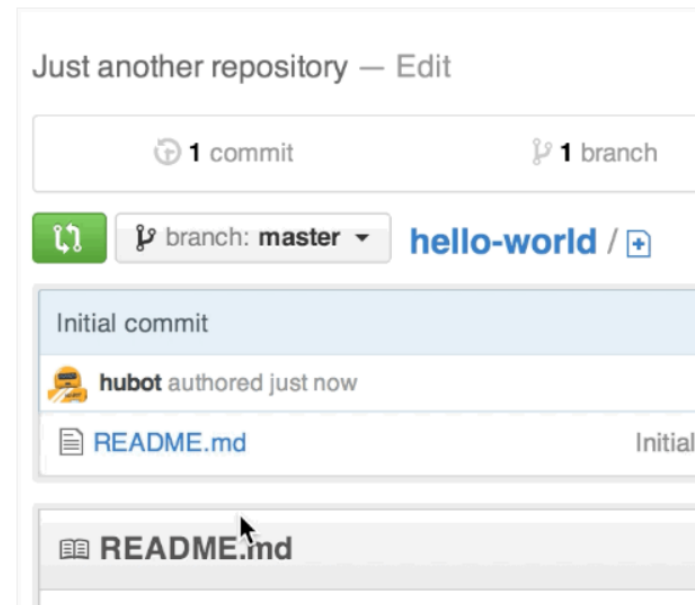 Just another repository — Edit
1 commit 1 branch
branch: master hello-world /
Initial commit
hubot authored just now
README.md Initial
README.md